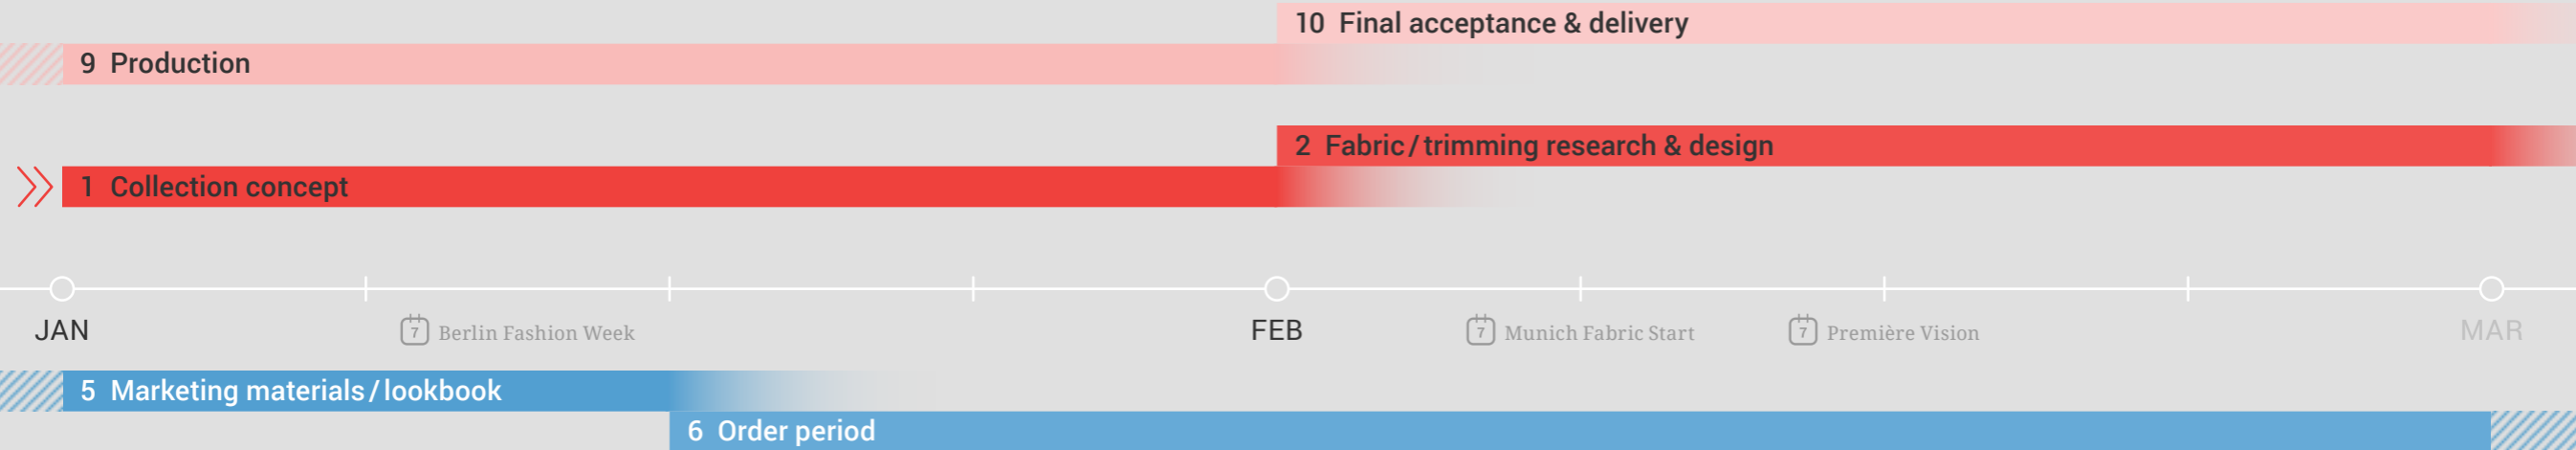 10 Final acceptance & delivery
9 Production
2 Fabric/trimming research & design
1 Collection concept
JAN
7 Berlin Fashion Week
FEB
7 Munich Fabric Start
7 Première Vision
MAR
5 Marketing materials/lookbook
6 Order period